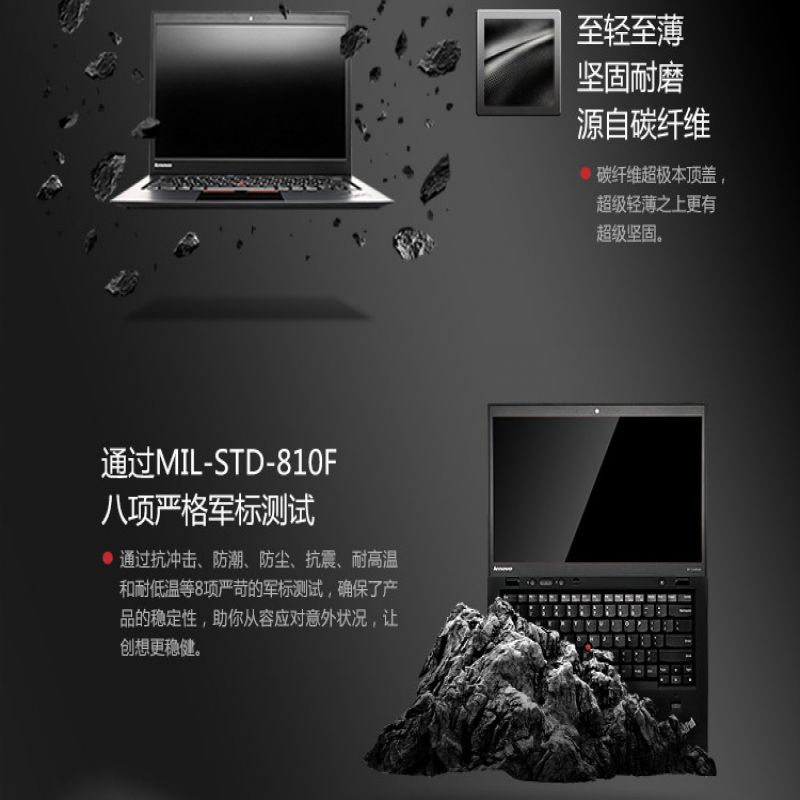 至轻至薄
坚固耐磨
源自碳纤维
碳纤维超极本顶盖，
超级轻薄之上更有
超级坚固。
lenovo
通过MIL-STD-810F
八项严格军标测试
通过抗冲击、防潮、防尘、抗震、耐高温
和耐低温等8项严苛的军标测试，确保了产
品的稳定性，助你从容应对意外状况，让
创想更稳健。
lenovo